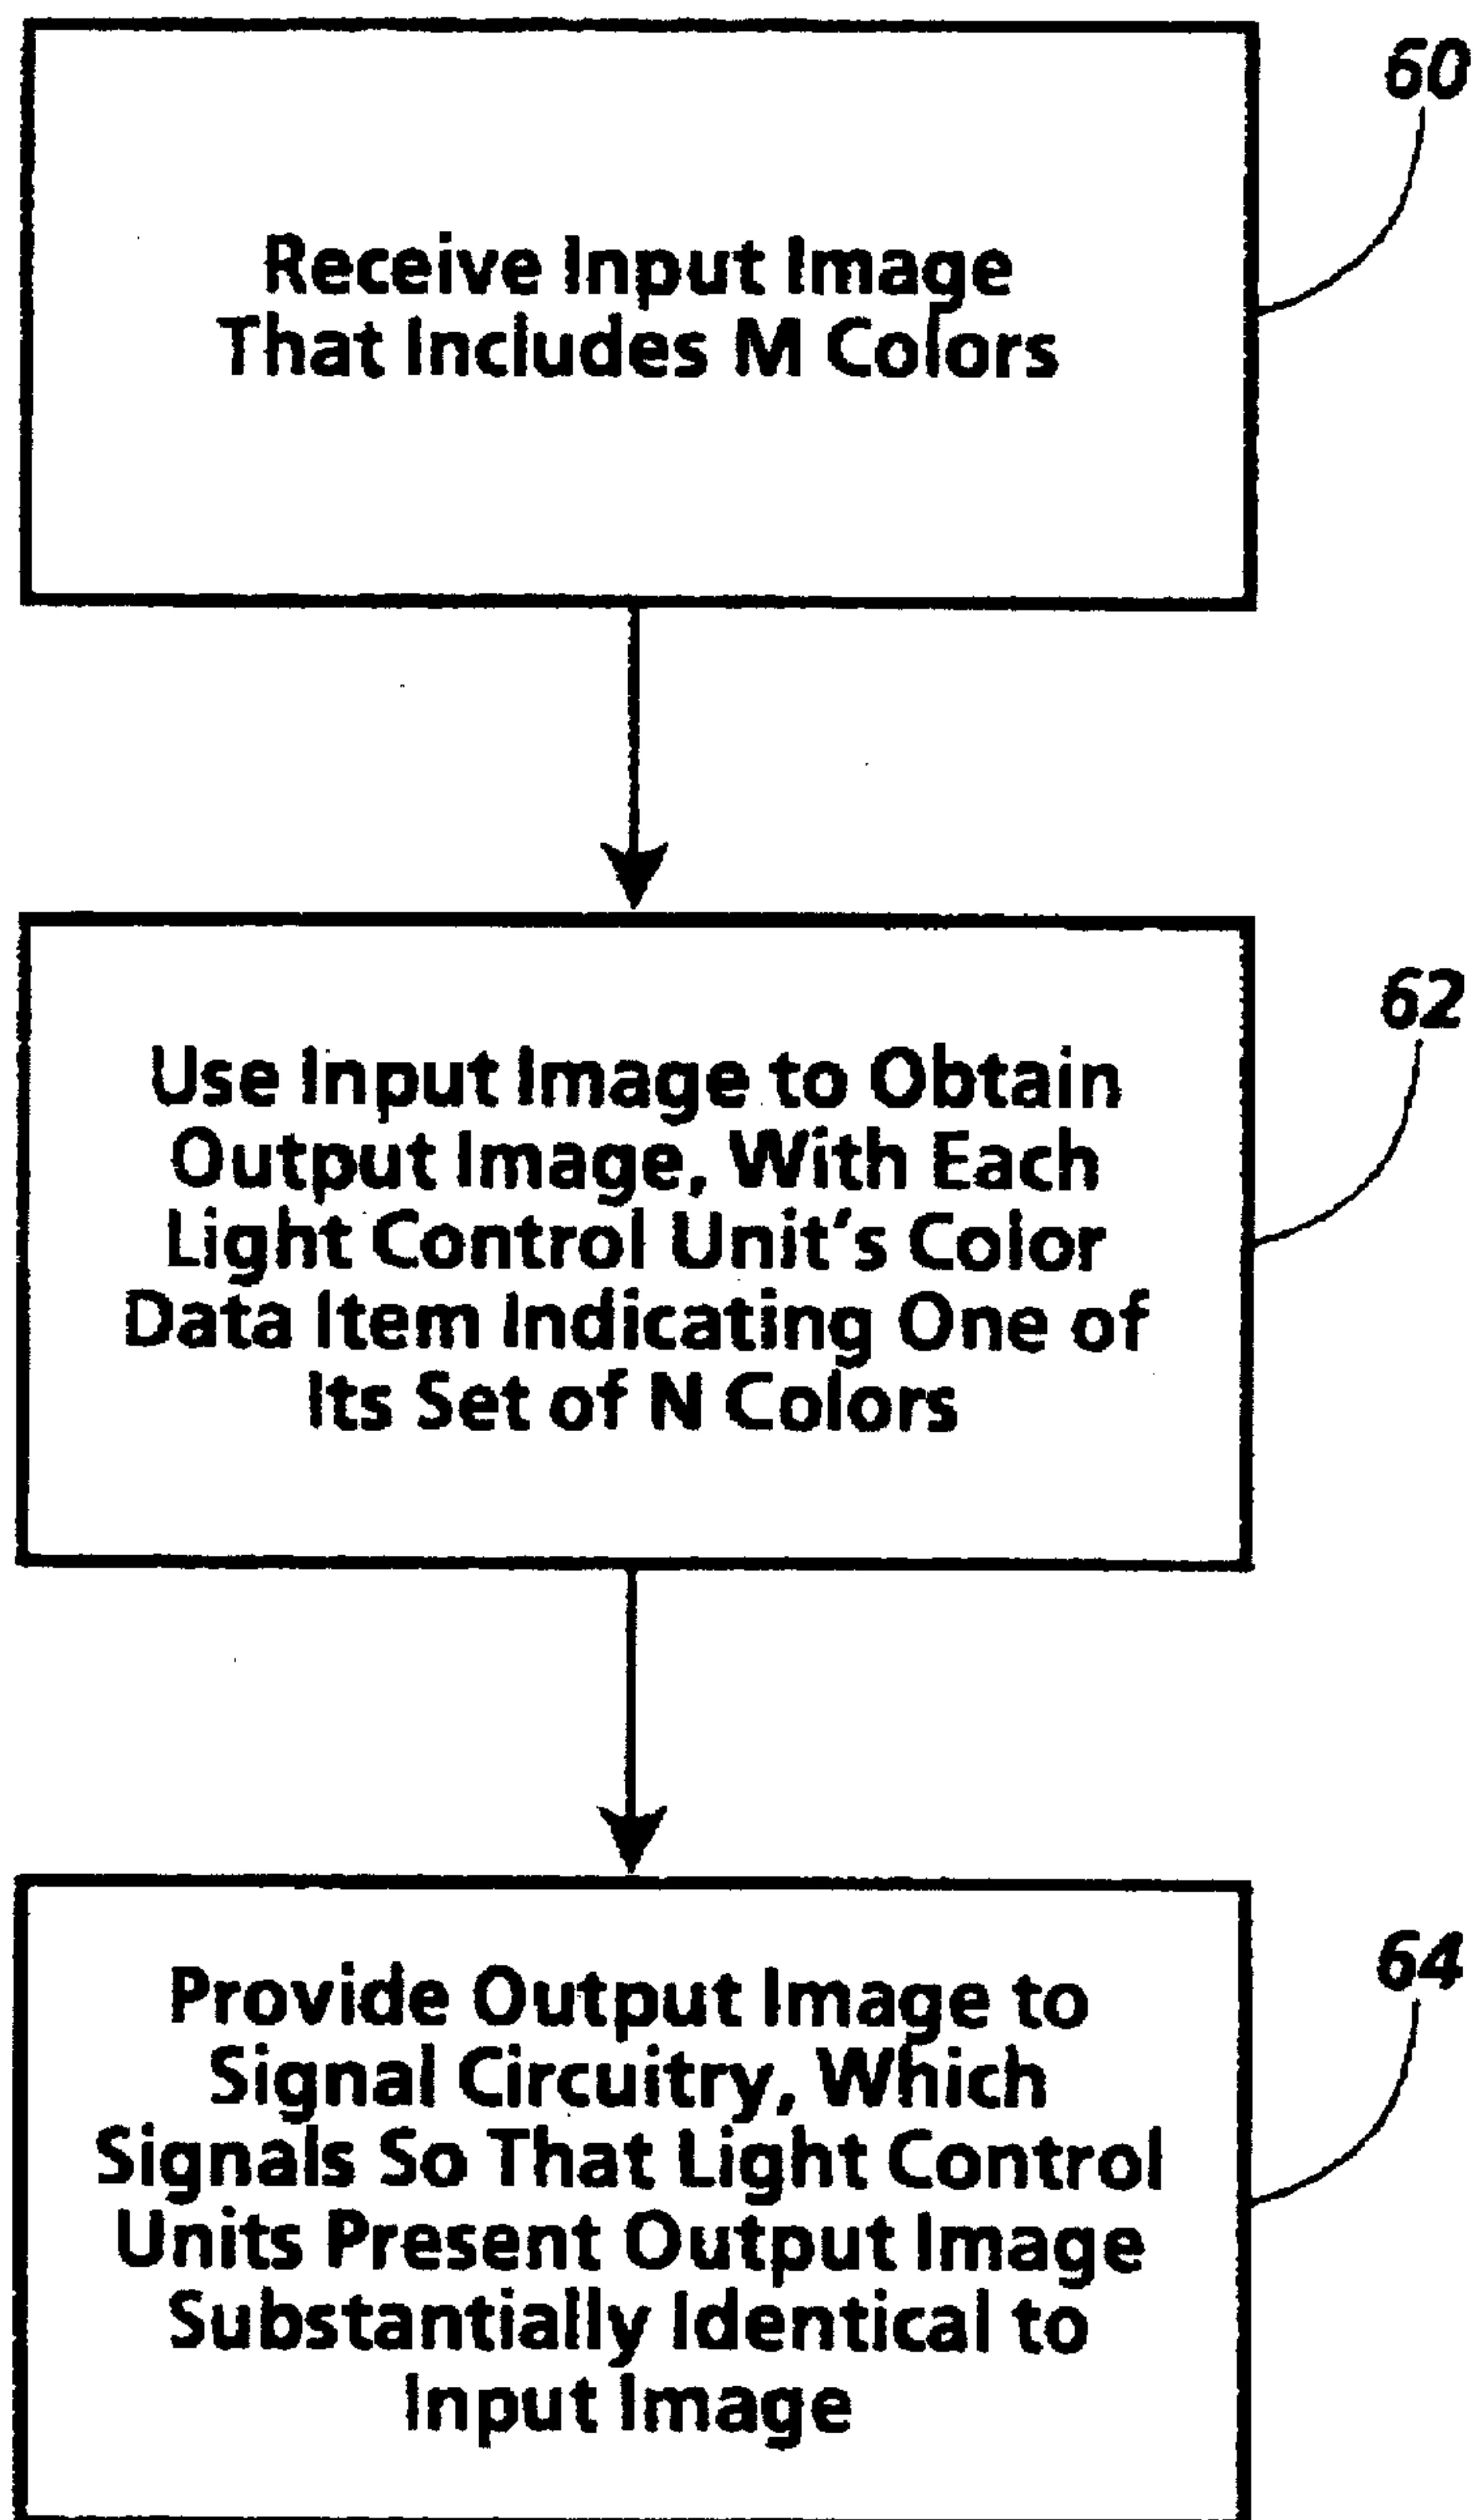 60
Receive Input Image
That Includes M Colors
62
Use Input Image to Obtain
Output Image, With Each
Light Control Unit's Color
Data Item Indicating One of
Its Set of N Colors
64
Provide Output Image to
Signal Circuitry, Which
Signals So That Light Control
Units Present Output Image
Substantially Identical to
Input Image